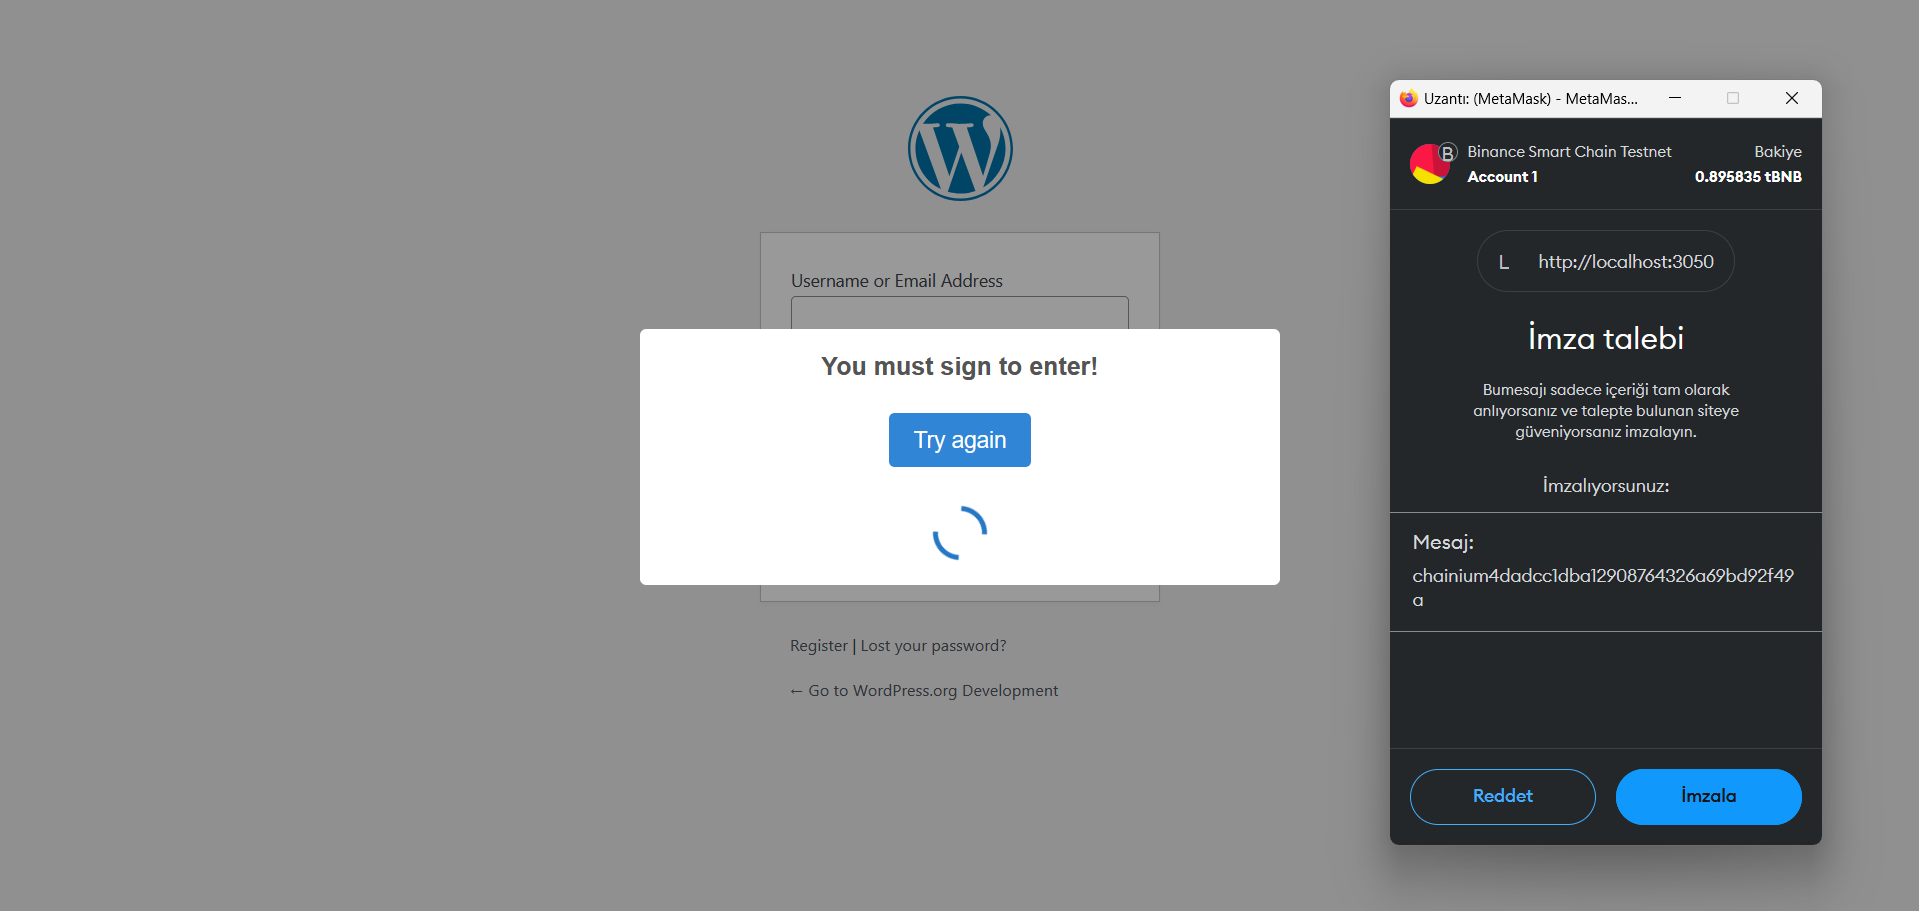 Username or Email Address
You must sign to enter!
Try again
Register | Lost your password?
← Go to WordPress.org Development
Uzantı: (MetaMask) - MetaMas...
B
Binance Smart Chain Testnet
Bakiye
Account 1
0.895835 tBNB
L
http://localhost:3050
İmza talebi
Bumesajı sadece içeriği tam olarak
anlıyorsanız ve talepte bulunan siteye
güveniyorsanız imzalayın.
İmzalıyorsunuz:
Mesaj:
chainium4dadcc1dba12908764326a69bd92f49
a
Reddet
İmzala